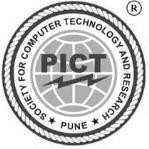 ®
SOCIETY FOR COMPUTER TECHNOLOGY AND RESEARCH
PICT
★ PUNE ★